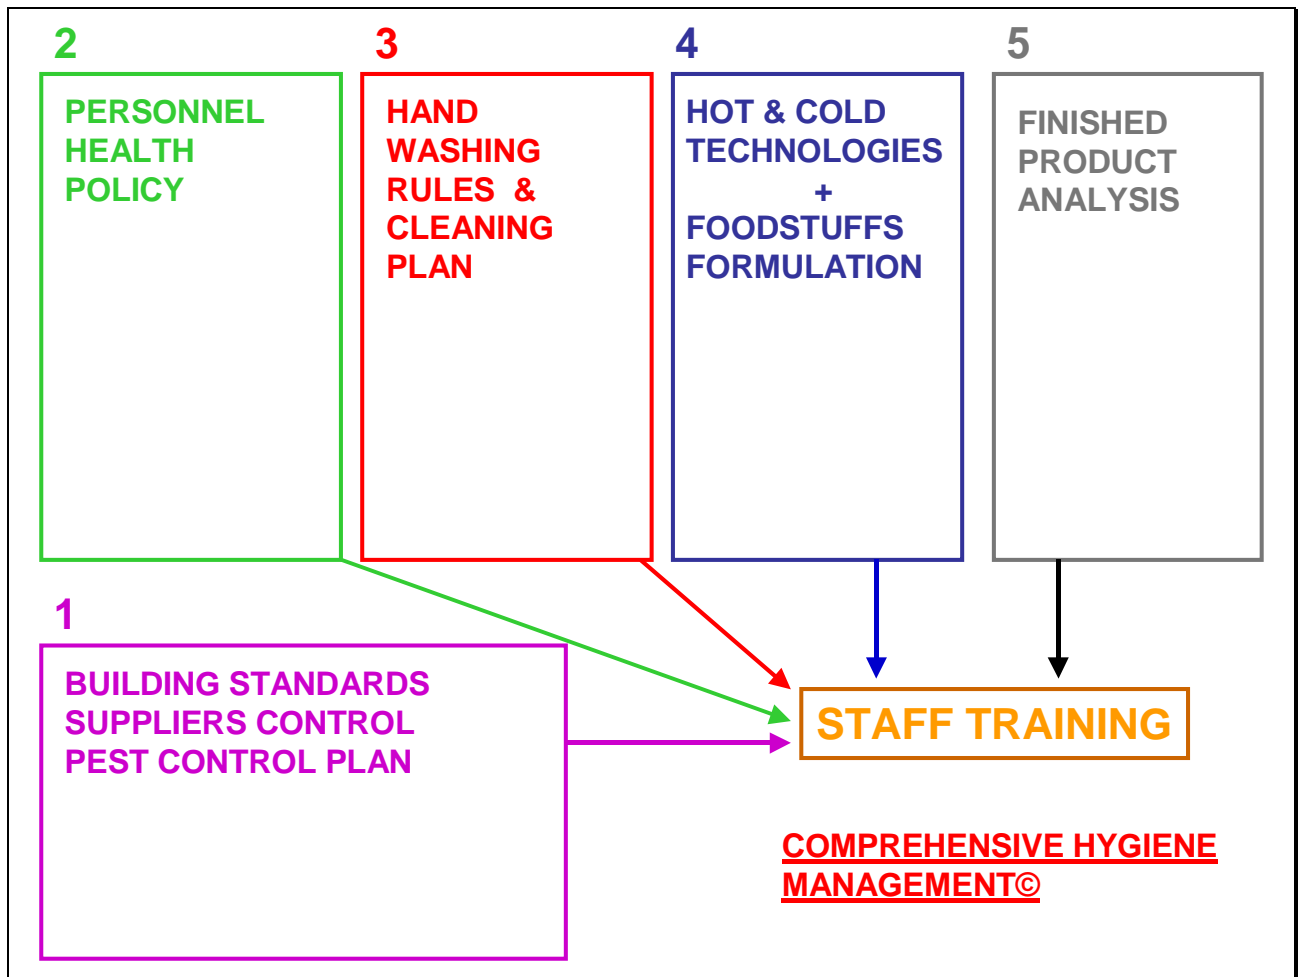 2
PERSONNEL
HEALTH
POLICY
3
HAND
WASHING
RULES &
CLEANING
PLAN
4
HOT & COLD
TECHNOLOGIES
+
FOODSTUFFS
FORMULATION
5
FINISHED
PRODUCT
ANALYSIS
1
BUILDING STANDARDS
SUPPLIERS CONTROL
PEST CONTROL PLAN
STAFF TRAINING
COMPREHENSIVE HYGIENE
MANAGEMENT©